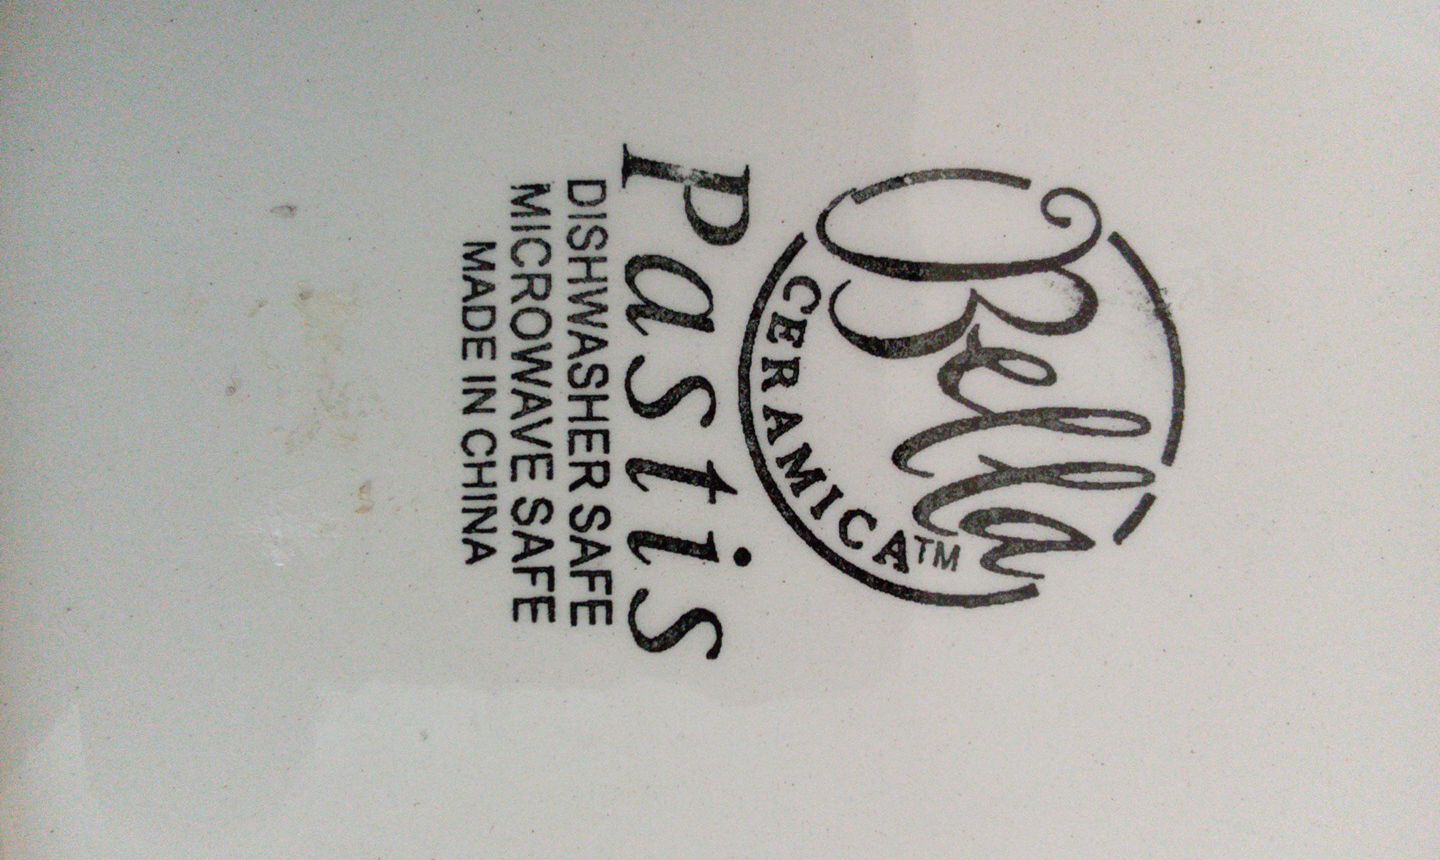 Bella
CERAMICA™
Pastis
DISHWASHER SAFE
MICROWAVE SAFE
MADE IN CHINA